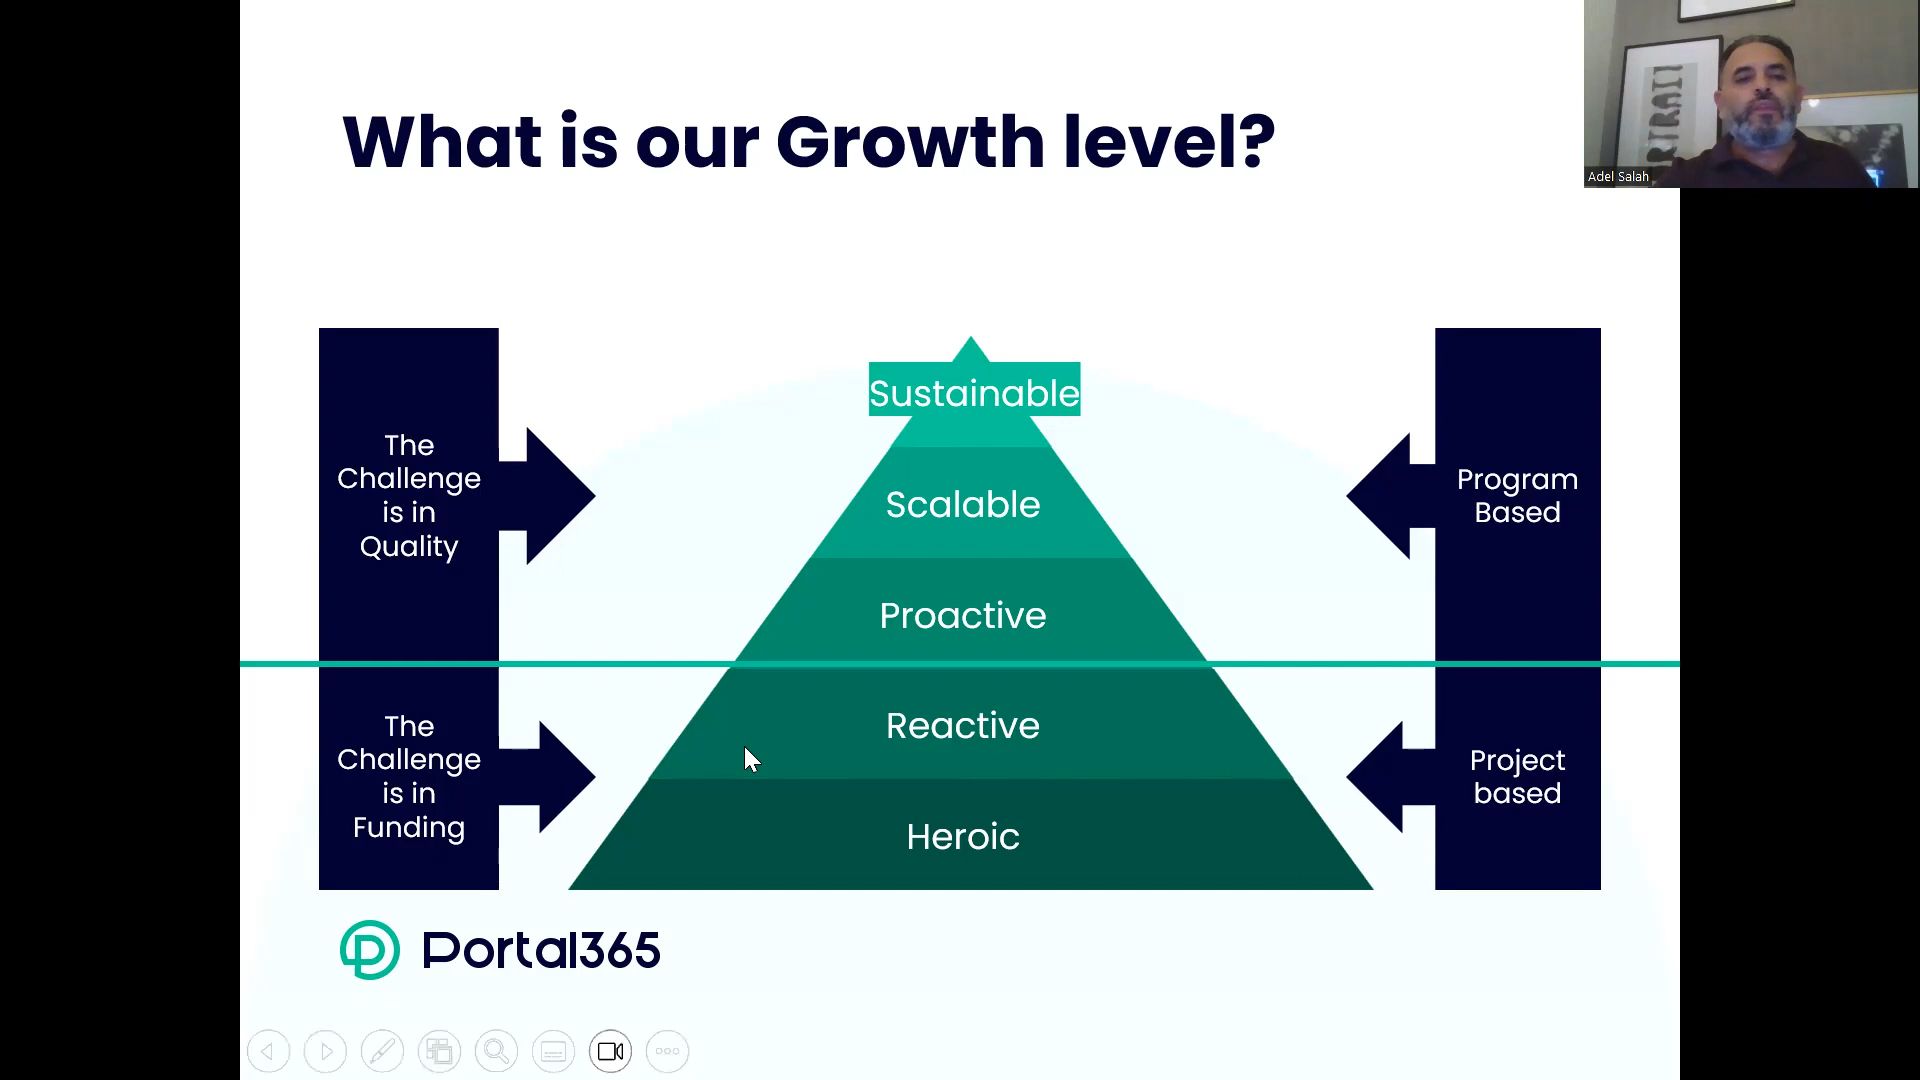 What is our Growth level?
Adel Salah
The
Challenge
is in
Quality
Sustainable
Scalable
Proactive
Program
Based
The
Challenge
is in
Funding
Reactive
Heroic
Project
based
Portal365